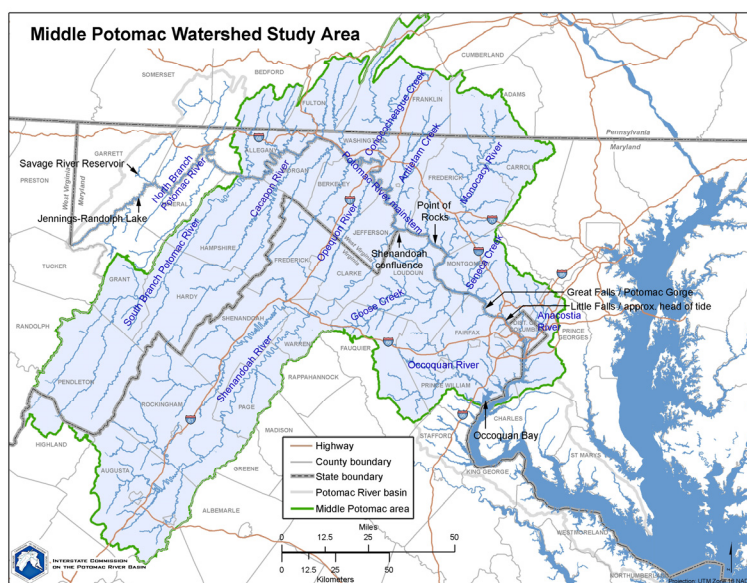 Middle Potomac Watershed Study Area
CUMBERLAND
SOMERSET
BEDFORD
FULTON
FRANKLIN
ADAMS
Conococheague Creek
Antietam Creek
WASHINGTON
Pennsylvania
Maryland
GARRETT
ALLEGANY
Savage River Reservoir
PRESTON
West Virginia
Maryland
North Branch
Potomac River
MINERAL
Jennings-Randolph Lake
MORGAN
BERKELEY
Cacapon River
Potomac River mainstem
FREDERICK
CARROLL
Monocacy River
Point of
Rocks
Opequon River
JEFFERSON
West Virginia
Virginia
HAMPSHIRE
South Branch Potomac River
TUCKER
GRANT
HARDY
FREDERICK
CLARKE
LOUDOUN
Shenandoah
confluence
MONTGOMERY
Seneca Creek
Great Falls / Potomac Gorge
Little Falls / approx. head of tide
Goose Creek
Anacostia
River
PRINCE
GEORGES
RANDOLPH
SHENANDOAH
WARREN
FAUQUIER
FAIRFAX
Shenandoah River
Occoquan River
RAPPAHANNOCK
PRINCE WILLIAM
PENDLETON
ROCKINGHAM
PAGE
MADISON
CHARLES
Occoquan Bay
HIGHLAND
STAFFORD
KING GEORGE
ST MARYS
AUGUSTA
GREENE
ALBEMARLE
WESTMORELAND
NORTHUMBERLAND
Highway
County boundary
State boundary
Potomac River basin
Middle Potomac area
Miles
50 25 12.5 0 50
Kilometers
INTERSTATE COMMISSION
ON THE POTOMAC RIVER BASIN